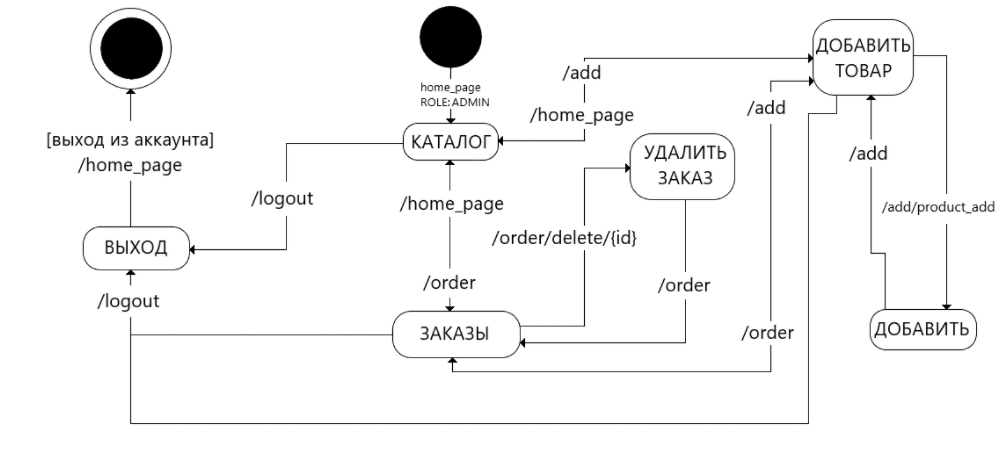 ДОБАВИТЬ
ТОВАР
/add
home_page
ROLE:ADMIN
/add
/home_page
[выход из аккаунта]
/home_page
КАТАЛОГ
УДАЛИТЬ
ЗАКАЗ
/add
/logout
/home_page
/add/product_add
/order/delete/{id}
ВЫХОД
/order
/order
/logout
ЗАКАЗЫ
/order
ДОБАВИТЬ